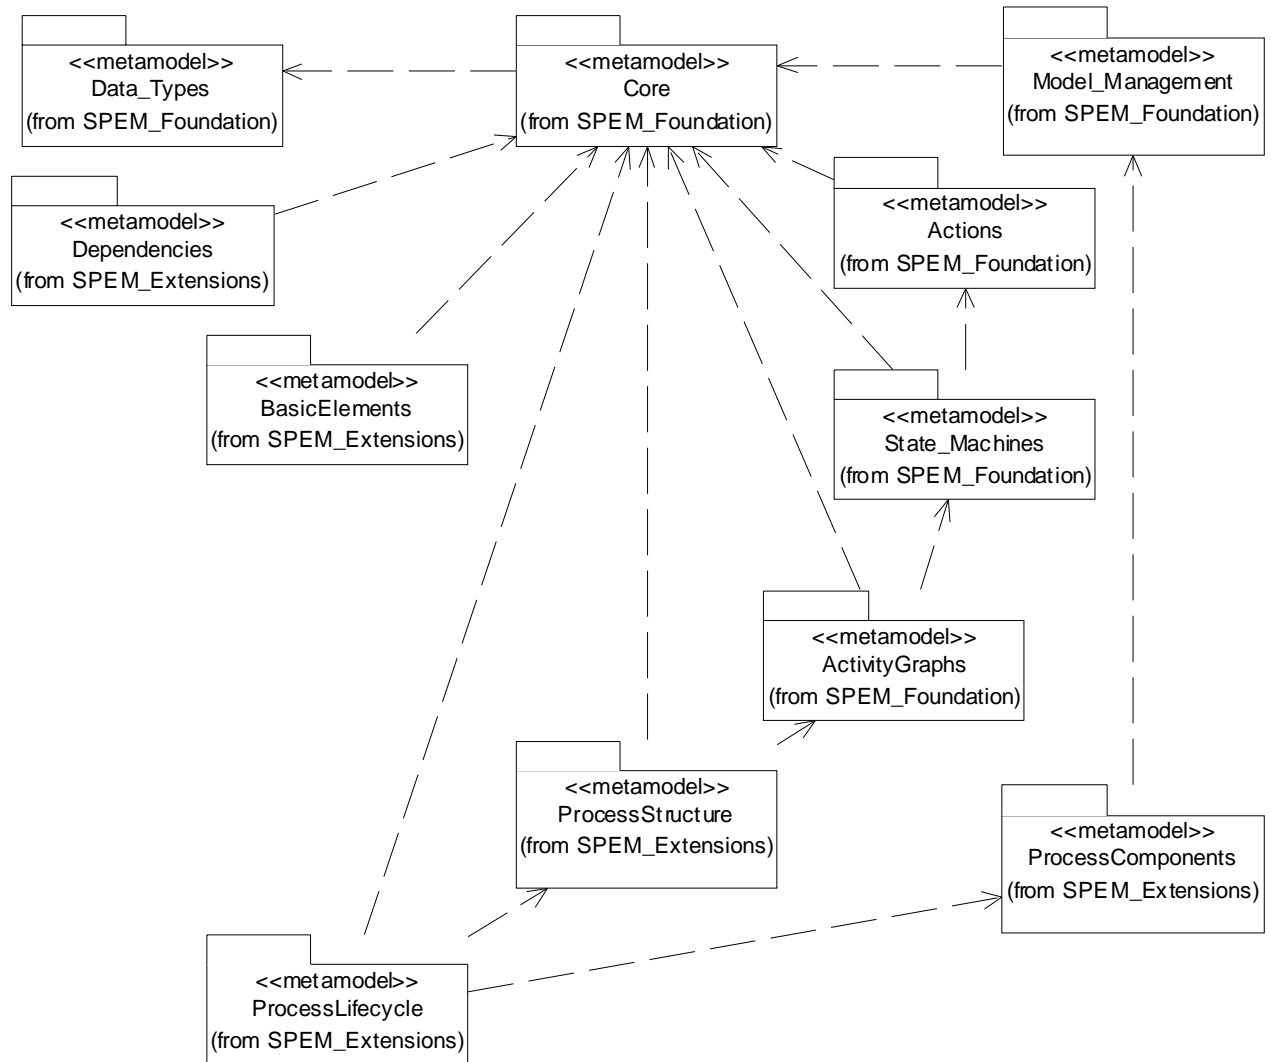 <<metamodel>>
Data_Types
(from SPEM_Foundation)
<<metamodel>>
Core
(from SPEM_Foundation)
<<metamodel>>
Model_Management
(from SPEM_Foundation)
<<metamodel>>
Dependencies
(from SPEM_Extensions)
<<metamodel>>
Actions
(from SPEM_Foundation)
<<metamodel>>
BasicElements
(from SPEM_Extensions)
<<metamodel>>
State_Machines
(from SPEM_Foundation)
<<metamodel>>
ActivityGraphs
(from SPEM_Foundation)
<<metamodel>>
ProcessStructure
(from SPEM_Extensions)
<<metamodel>>
ProcessComponents
(from SPEM_Extensions)
<<metamodel>>
ProcessLifecycle
(from SPEM_Extensions)